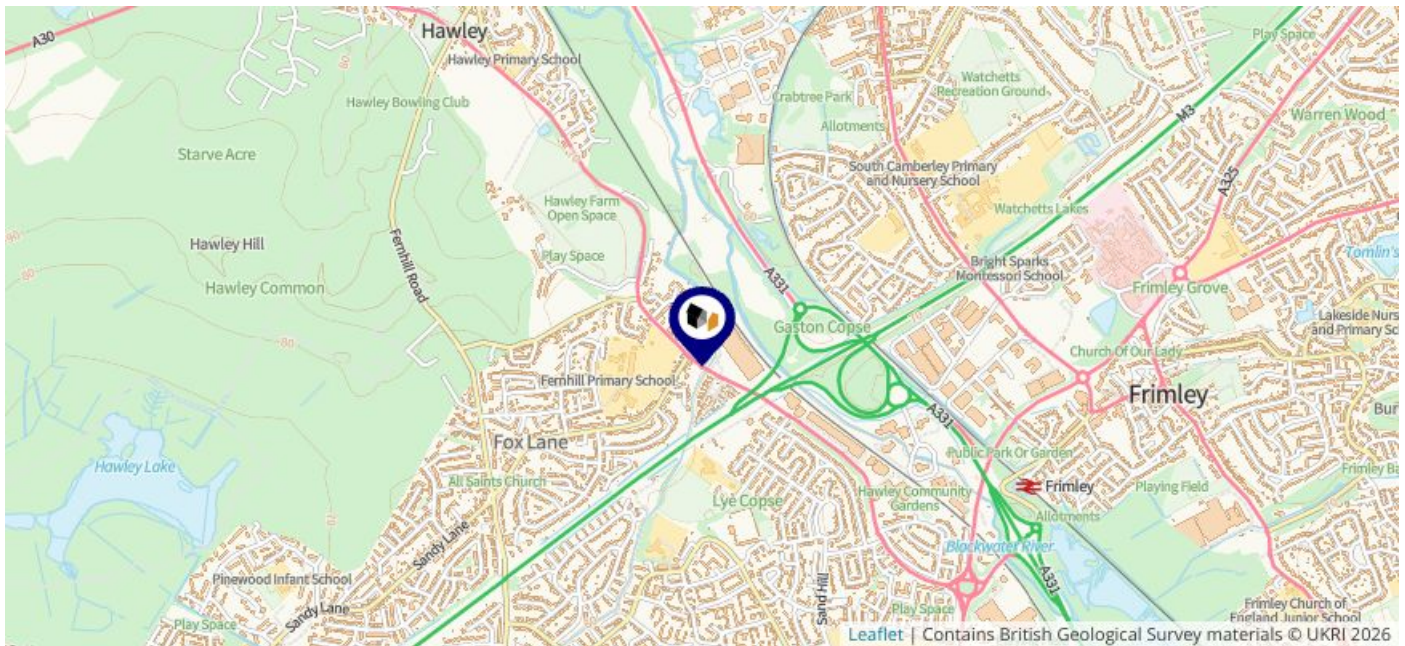 A30
Hawley
Hawley Primary School
Play Space
Watchetts
Recreation Ground
Hawley Bowling Club
Crabtree Park
M3
Warren Wood
Allotments
Starve Acre
South Camberley Primary
and Nursery School
A325
Hawley Farm
Open Space
Watchetts Lakes
Hawley Hill
Fernhill Road
Play Space
Bright Sparks
Montessori School
Tomlin's
A331
Hawley Common
Frimley Grove
Gaston Copse
Lakeside Nurs
and Primary Sc
Church Of Our Lady
Fernhill Primary School
Frimley
Bur
A331
Fox Lane
Public Park Or Garden
Hawley Lake
Frimley Ba
All Saints Church
Lye Copse
Hawley Community
Gardens
Frimley
Playing Field
Allotments
Sandy Lane
Blackwater River
Pinewood Infant School
A331
Sand Hill
Sandy Lane
Play Space
Play Space
Frimley Church of
England Junior School
Leaflet | Contains British Geological Survey materials © UKRI 2026